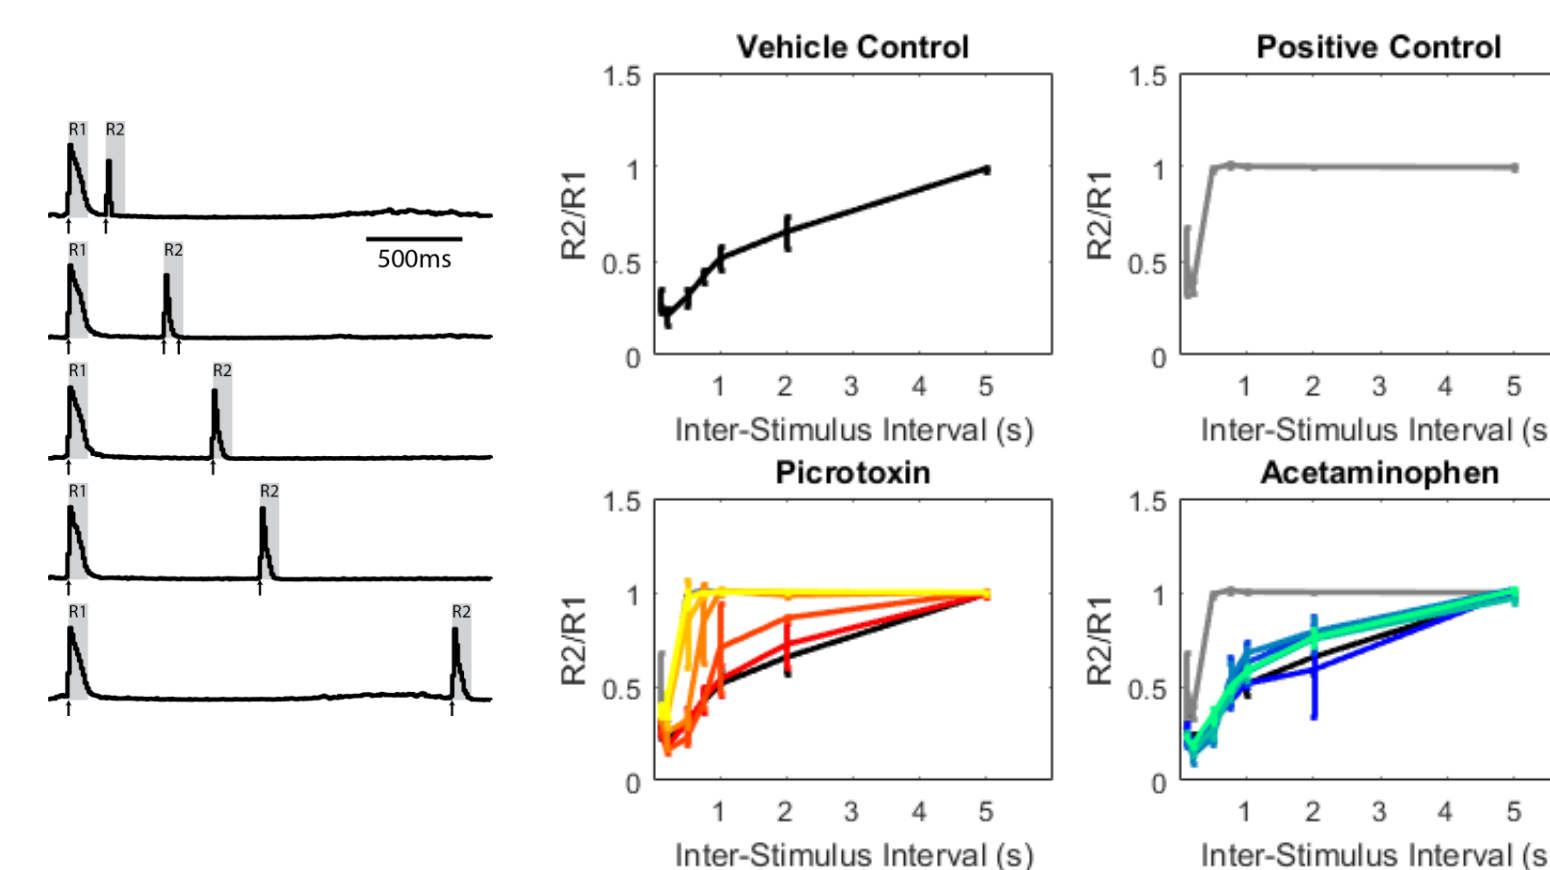 R1 R2
R1 R2
500ms
R1 R2
R1 R2
R1 R2
Vehicle Control
1.5
1
0.5
0
R2/R1
1 2 3 4 5
Inter-Stimulus Interval (s)
Positive Control
1.5
1
0.5
0
R2/R1
1 2 3 4 5
Inter-Stimulus Interval (s
Picrotoxin
1.5
1
0.5
0
R2/R1
1 2 3 4 5
Inter-Stimulus Interval (s)
Acetaminophen
1.5
1
0.5
0
R2/R1
1 2 3 4 5
Inter-Stimulus Interval (s